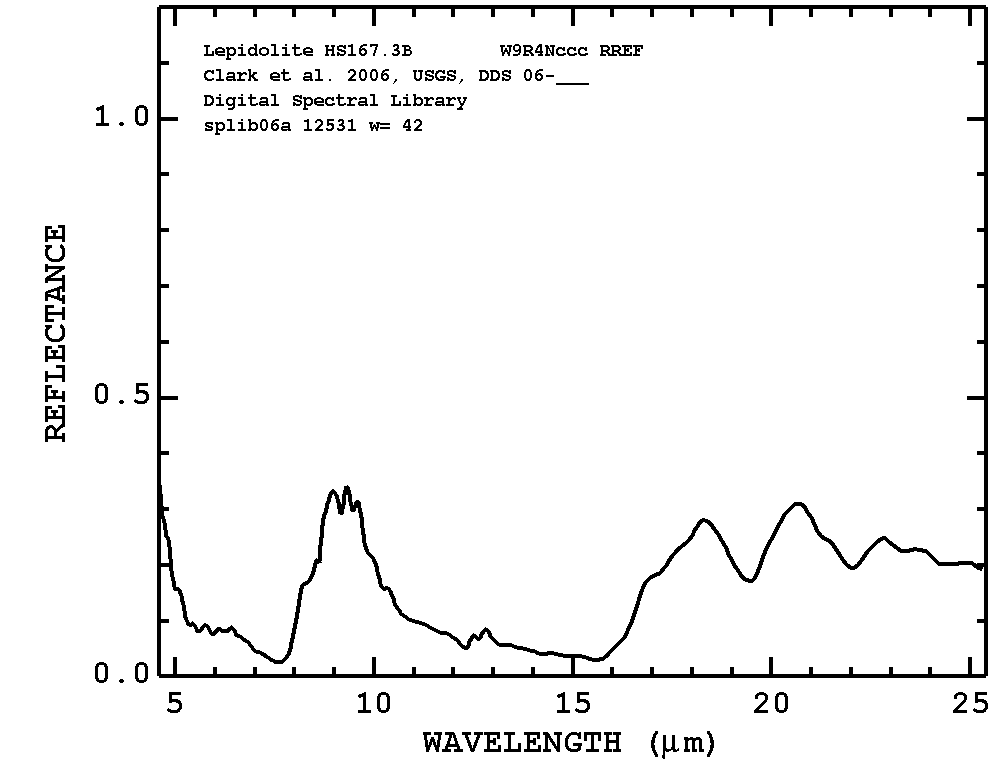 Lepidolite HS167.3B W9R4Nccc RREF
Clark et al. 2006, USGS, DDS 06-___
Digital Spectral Library
splib06a 12531 w= 42
1.0
0.5
0.0
REFLECTANCE
5 10 15 20 25
WAVELENGTH (μm)